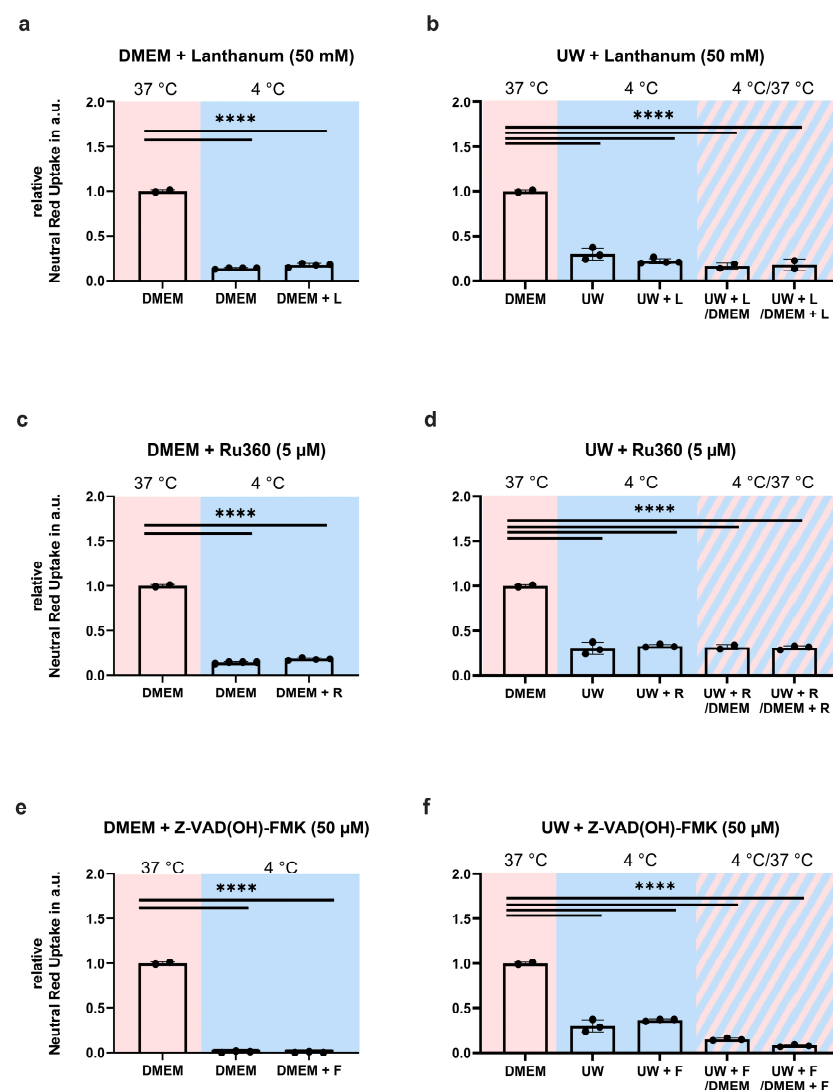 a
DMEM + Lanthanum (50 mM)
37 °C
4 °C
****
relative
Neutral Red Uptake in a.u.
2.0
1.5
1.0
0.5
0.0
DMEM
DMEM
DMEM + L
b
UW + Lanthanum (50 mM)
37 °C
4 °C
4 °C/37 °C
****
2.0
1.5
1.0
0.5
0.0
DMEM
UW
UW + L
UW + L
/DMEM
UW + L
/DMEM + L
c
DMEM + Ru360 (5 µM)
37 °C
4 °C
****
relative
Neutral Red Uptake in a.u.
2.0
1.5
1.0
0.5
0.0
DMEM
DMEM
DMEM + R
d
UW + Ru360 (5 µM)
37 °C
4 °C
4 °C/37 °C
****
2.0
1.5
1.0
0.5
0.0
DMEM
UW
UW + R
UW + R
/DMEM
UW + R
/DMEM + R
e
DMEM + Z-VAD(OH)-FMK (50 µM)
37 °C
4 °C
****
relative
Neutral Red Uptake in a.u.
2.0
1.5
1.0
0.5
0.0
DMEM
DMEM
DMEM + F
f
UW + Z-VAD(OH)-FMK (50 µM)
37 °C
4 °C
4 °C/37 °C
****
2.0
1.5
1.0
0.5
0.0
DMEM
UW
UW + F
UW + F
/DMEM
UW + F
/DMEM + F